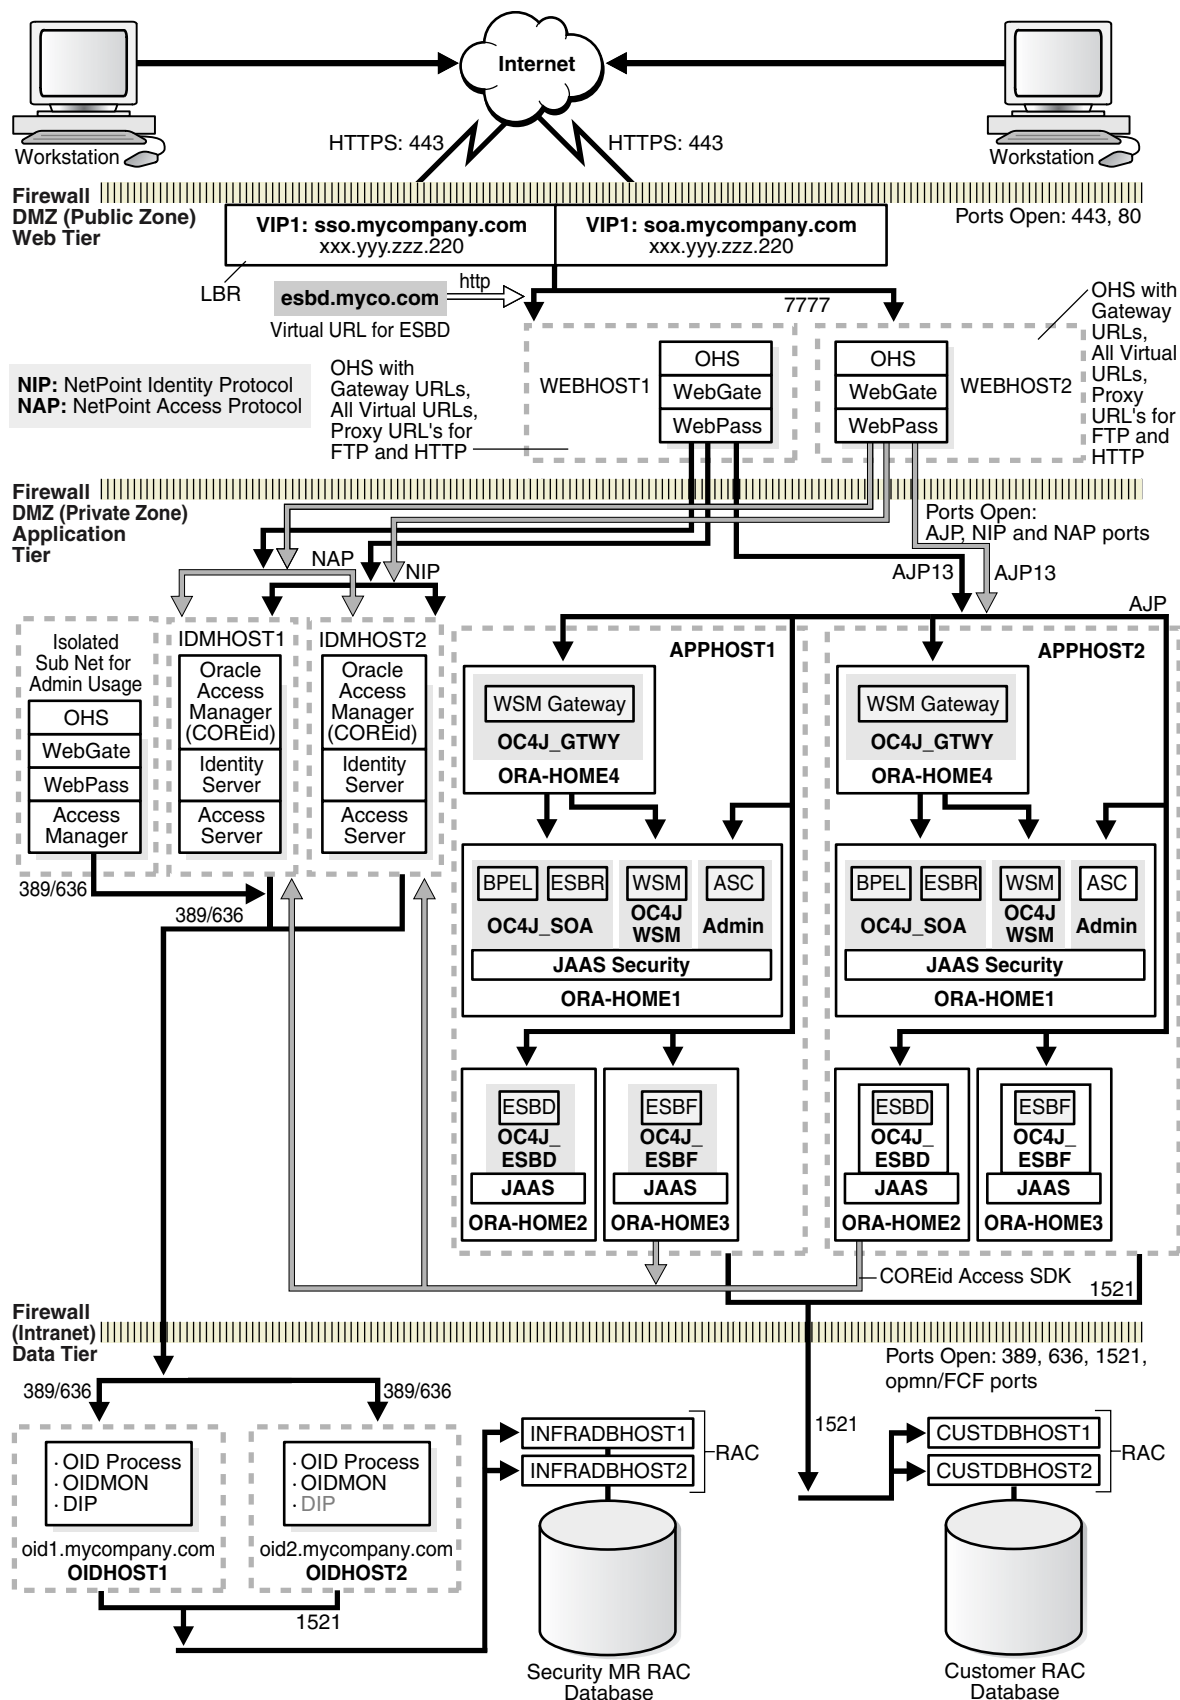 Internet
Workstation
Workstation
HTTPS: 443
HTTPS: 443
Firewall
DMZ (Public Zone)
Web Tier
Ports Open: 443, 80
VIP1: sso.mycompany.com
xxx.yyy.zzz.220
VIP1: soa.mycompany.com
xxx.yyy.zzz.220
LBR
esbd.myco.com
http
Virtual URL for ESBD
7777
NIP: NetPoint Identity Protocol
NAP: NetPoint Access Protocol
OHS with
Gateway URLs,
All Virtual URLs,
Proxy URL's for
FTP and HTTP
WEBHOST1
OHS
WebGate
WebPass
OHS
WebGate
WebPass
WEBHOST2
OHS with
Gateway
URLs,
All Virtual
URLs,
Proxy
URL's for
FTP and
HTTP
Firewall
DMZ (Private Zone)
Application
Tier
Ports Open:
AJP, NIP and NAP ports
NAP
NIP
AJP13
AJP13
AJP
Isolated
Sub Net for
Admin Usage
OHS
WebGate
WebPass
Access
Manager
IDMHOST1
Oracle
Access
Manager
(COREid)
Identity
Server
Access
Server
IDMHOST2
Oracle
Access
Manager
(COREid)
Identity
Server
Access
Server
389/636
389/636
APPHOST1
WSM Gateway
OC4J_GTWY
ORA-HOME4
BPEL
ESBR
WSM
ASC
OC4J_SOA
OC4J
WSM
Admin
JAAS Security
ORA-HOME1
ESBD
OC4J_
ESBD
JAAS
ORA-HOME2
ESBF
OC4J_
ESBF
JAAS
ORA-HOME3
APPHOST2
WSM Gateway
OC4J_GTWY
ORA-HOME4
BPEL
ESBR
WSM
ASC
OC4J_SOA
OC4J
WSM
Admin
JAAS Security
ORA-HOME1
ESBD
OC4J_
ESBD
JAAS
ORA-HOME2
ESBF
OC4J_
ESBF
JAAS
ORA-HOME3
COREid Access SDK
1521
Firewall
(Intranet)
Data Tier
Ports Open: 389, 636, 1521,
opmn/FCF ports
389/636
389/636
· OID Process
· OIDMON
· DIP
oid1.mycompany.com
OIDHOST1
· OID Process
· OIDMON
· DIP
oid2.mycompany.com
OIDHOST2
1521
INFRADBHOST1
INFRADBHOST2
RAC
Security MR RAC
Database
1521
CUSTDBHOST1
CUSTDBHOST2
RAC
Customer RAC
Database